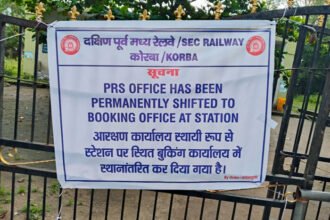 दक्षिण पूर्व मध्य रेलवे/SEC RAILWAY
कोरबा/KORBA
सूचना
PRS OFFICE HAS BEEN
PERMANENTLY SHIFTED TO
BOOKING OFFICE AT STATION
आरक्षण कार्यालय स्थायी रूप से
स्टेशन पर स्थित बुकिंग कार्यालय में
स्थानांतरित कर दिया गया है।